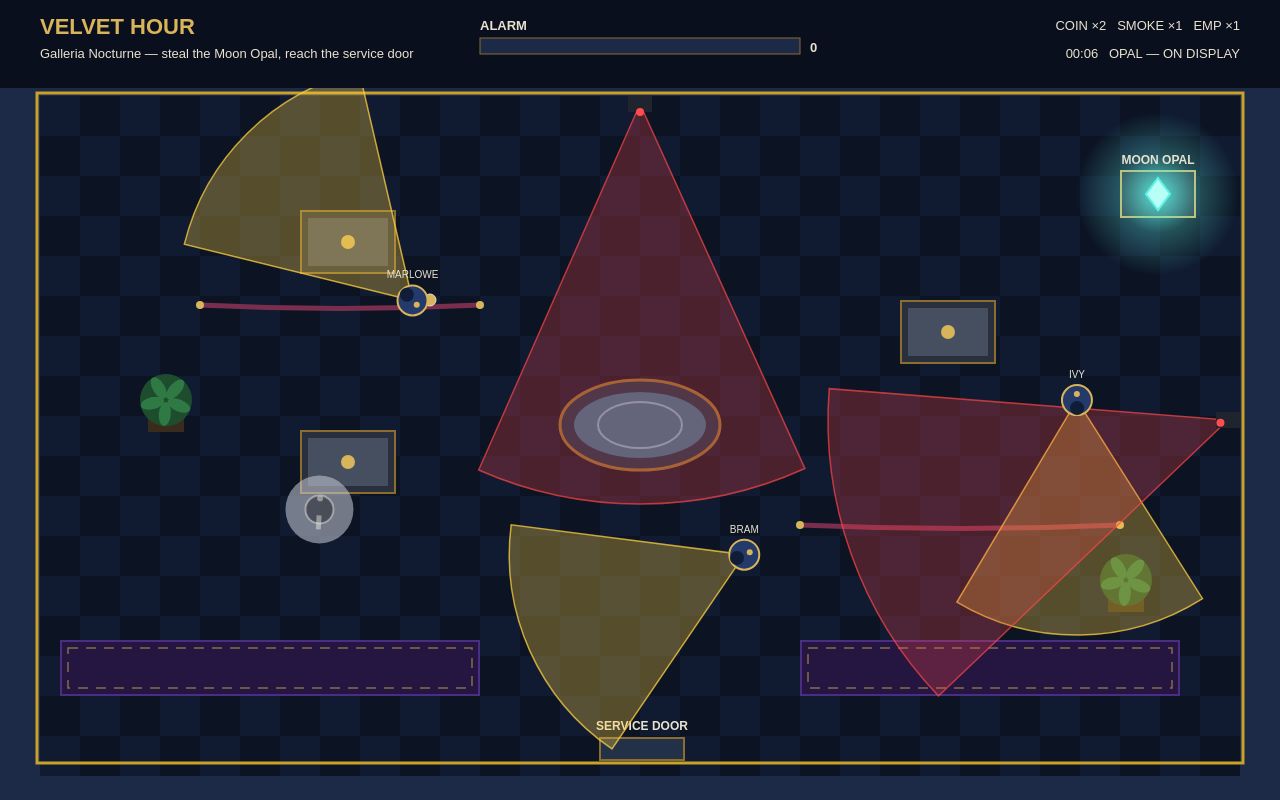 VELVET HOUR
Galleria Nocturne — steal the Moon Opal, reach the service door
ALARM
0
COIN ×2 SMOKE ×1 EMP ×1
00:06 OPAL — ON DISPLAY
MOON OPAL
MARLOWE
IVY
BRAM
SERVICE DOOR